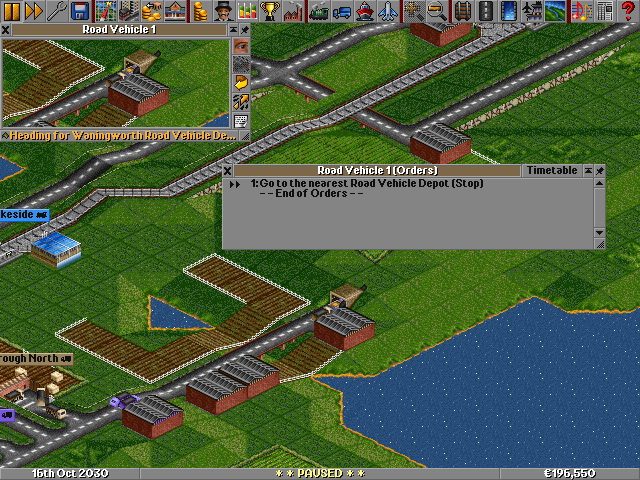 Road Vehicle 1
Heading for Waningworth Road Vehicle De...
Road Vehicle 1 (Orders)
Timetable
1: Go to the nearest Road Vehicle Depot (Stop)
- - End of Orders - -
keside
rough North
16th Oct 2030
* * PAUSED * *
€196,550